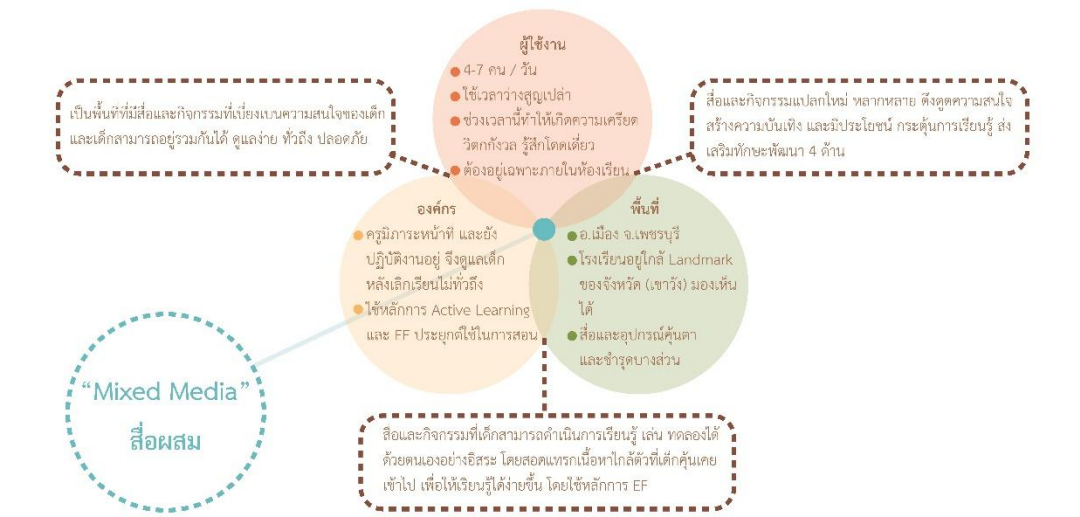 ผู้ใช้งาน
4-7 คน / วัน
ใช้เวลาว่างสูญเปล่า
ช่วงเวลานี้ทำให้เกิดความเครียด
วิตกกังวล รู้สึกโดดเดี่ยว
ต้องอยู่เฉพาะภายในห้องเรียน
เป็นพื้นที่ที่มีสื่อและกิจกรรมที่เบี่ยงเบนความสนใจของเด็ก
และเด็กสามารถอยู่รวมกันได้ ดูแลง่าย ทั่วถึง ปลอดภัย
สื่อและกิจกรรมแปลกใหม่ หลากหลาย ดึงดูดความสนใจ
สร้างความบันเทิง และมีประโยชน์ กระตุ้นการเรียนรู้ ส่ง
เสริมทักษะพัฒนา 4 ด้าน
องค์กร
ครูมีภาระหน้าที่ และยัง
ปฏิบัติงานอยู่ จึงดูแลเด็ก
หลังเลิกเรียนไม่ทั่วถึง
ใช้หลักการ Active Learning
และ EF ประยุกต์ใช้ในการสอน
พื้นที่
อ.เมือง จ.เพชรบุรี
โรงเรียนอยู่ใกล้ Landmark
ของจังหวัด (เขาวัง) มองเห็น
ได้
สื่อและอุปกรณ์คุ้นตา
และชำรุดบางส่วน
“Mixed Media”
สื่อผสม
สื่อและกิจกรรมที่เด็กสามารถดำเนินการเรียนรู้ เล่น ทดลองได้
ด้วยตนเองอย่างอิสระ โดยสอดแทรกเนื้อหาใกล้ตัวที่เด็กคุ้นเคย
เข้าไป เพื่อให้เรียนรู้ได้ง่ายขึ้น โดยใช้หลักการ EF